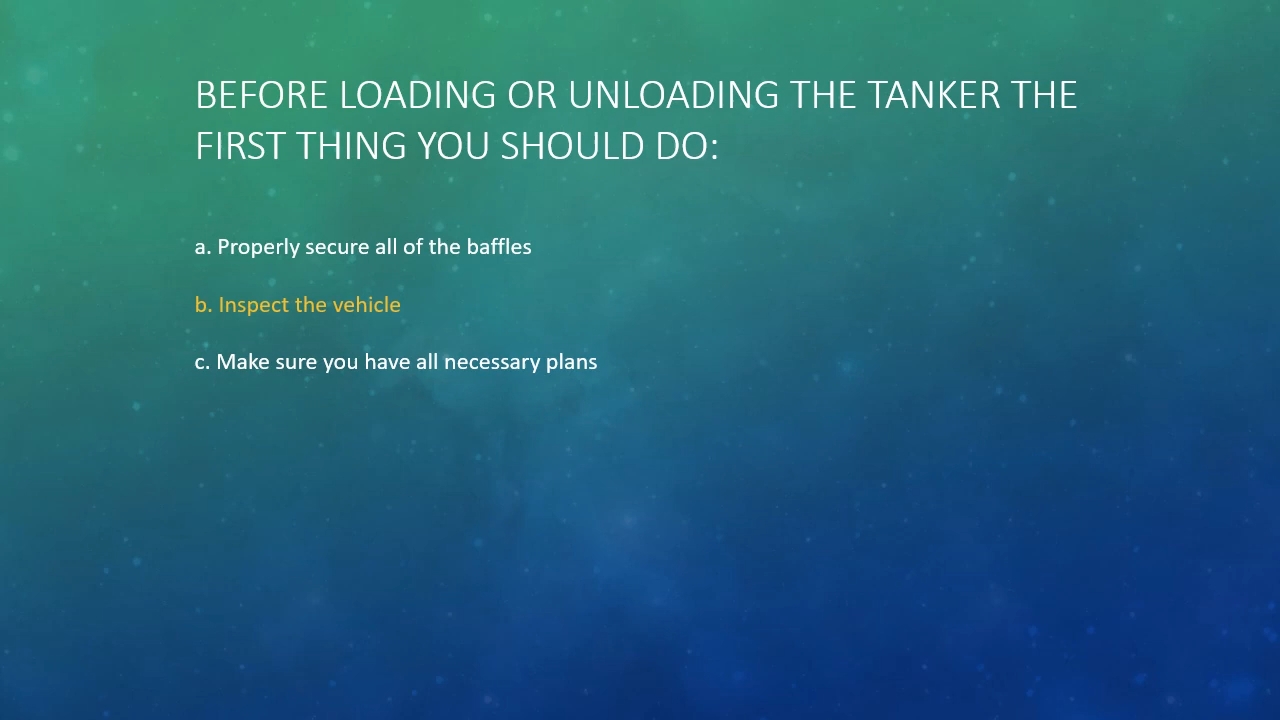 BEFORE LOADING OR UNLOADING THE TANKER THE
FIRST THING YOU SHOULD DO:
a. Properly secure all of the baffles
b. Inspect the vehicle
c. Make sure you have all necessary plans